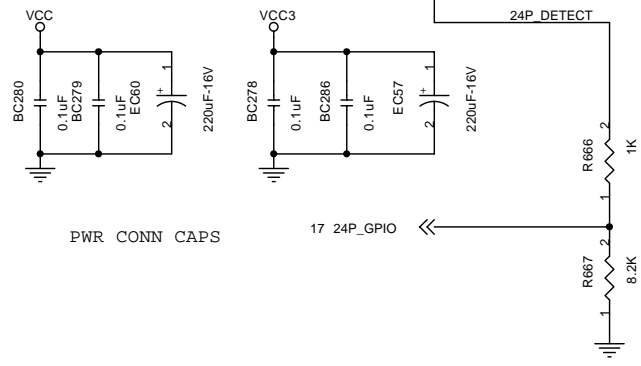 VCC
BC280
0.1uF
BC279
0.1uF
EC60
1
+
2
220uF-16V
VCC3
BC278
0.1uF
BC286
0.1uF
EC57
1
+
2
220uF-16V
24P_DETECT
2
R666
1K
1
17 24P_GPIO
2
R667
8.2K
1
PWR CONN CAPS